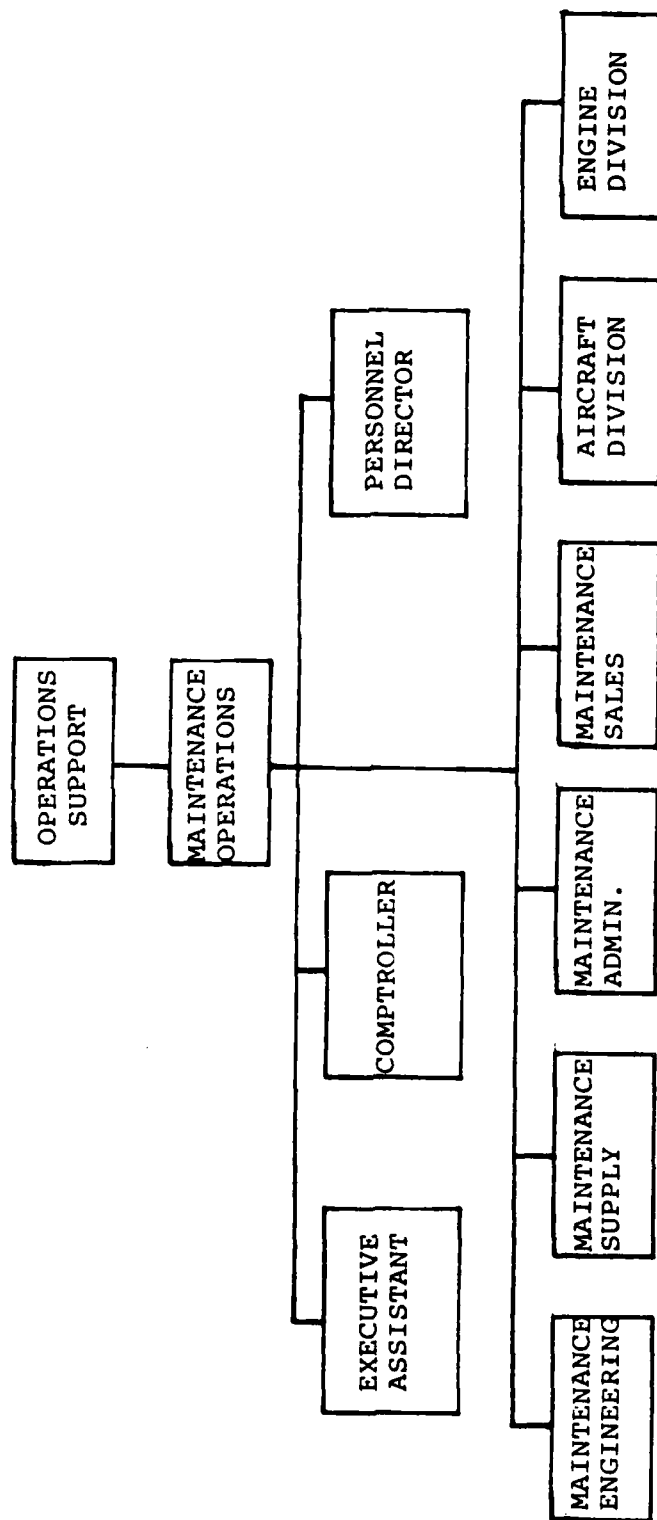 OPERATIONS
SUPPORT
MAINTENANCE
OPERATIONS
EXECUTIVE
ASSISTANT
COMPTROLLER
PERSONNEL
DIRECTOR
MAINTENANCE
ENGINEERING
MAINTENANCE
SUPPLY
MAINTENANCE
ADMIN.
MAINTENANCE
SALES
AIRCRAFT
DIVISION
ENGINE
DIVISION